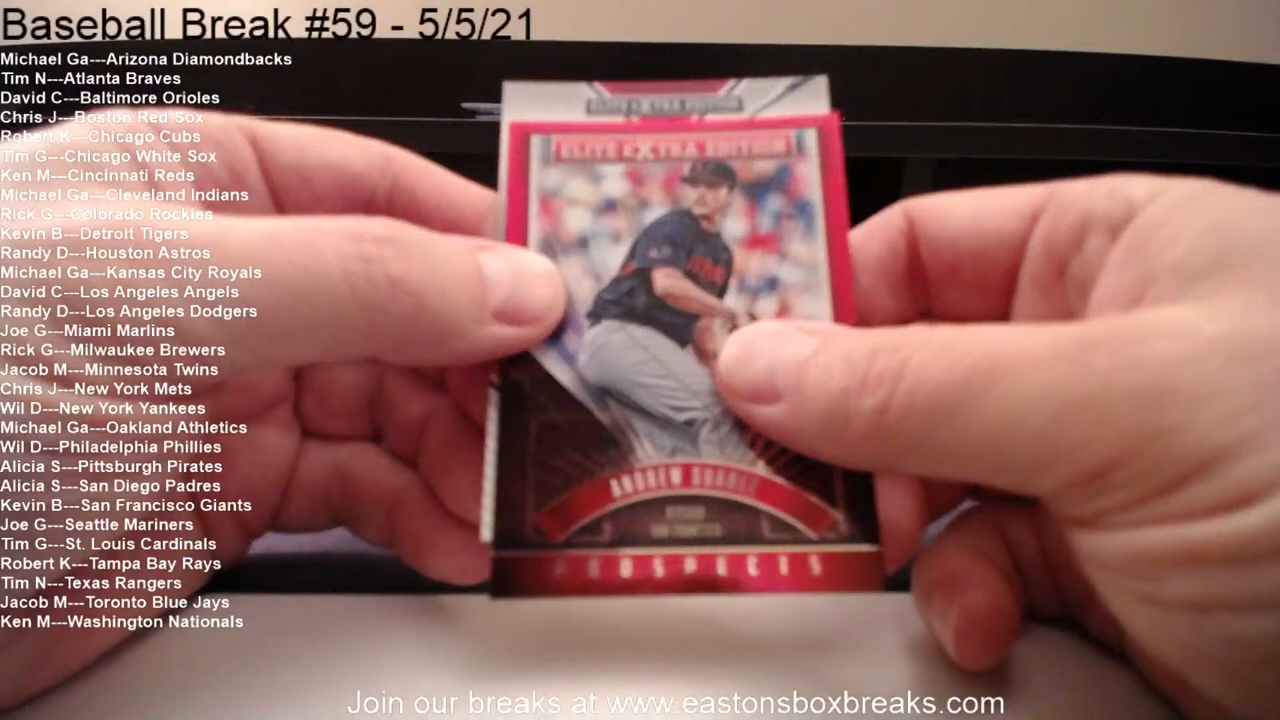 Baseball Break #59 - 5/5/21
Michael Ga---Arizona Diamondbacks
Tim N---Atlanta Braves
David C---Baltimore Orioles
Chris J---Boston Red Sox
Robert K---Chicago Cubs
Tim G---Chicago White Sox
Ken M---Cincinnati Reds
Michael Ga---Cleveland Indians
Rick G---Colorado Rockies
Kevin B---Detroit Tigers
Randy D---Houston Astros
Michael Ga---Kansas City Royals
David C---Los Angeles Angels
Randy D---Los Angeles Dodgers
Joe G---Miami Marlins
Rick G---Milwaukee Brewers
Jacob M---Minnesota Twins
Chris J---New York Mets
Wil D---New York Yankees
Michael Ga---Oakland Athletics
Wil D---Philadelphia Phillies
Alicia S---Pittsburgh Pirates
Alicia S---San Diego Padres
Kevin B---San Francisco Giants
Joe G---Seattle Mariners
Tim G---St. Louis Cardinals
Robert K---Tampa Bay Rays
Tim N---Texas Rangers
Jacob M---Toronto Blue Jays
Ken M---Washington Nationals
ELITE EXTRA EDITION
ELITE EXTRA EDITION
ANDREW SUAREZ
SAN FRANCISCO
PROSPECTS
Join our breaks at www.eastonsboxbreaks.com